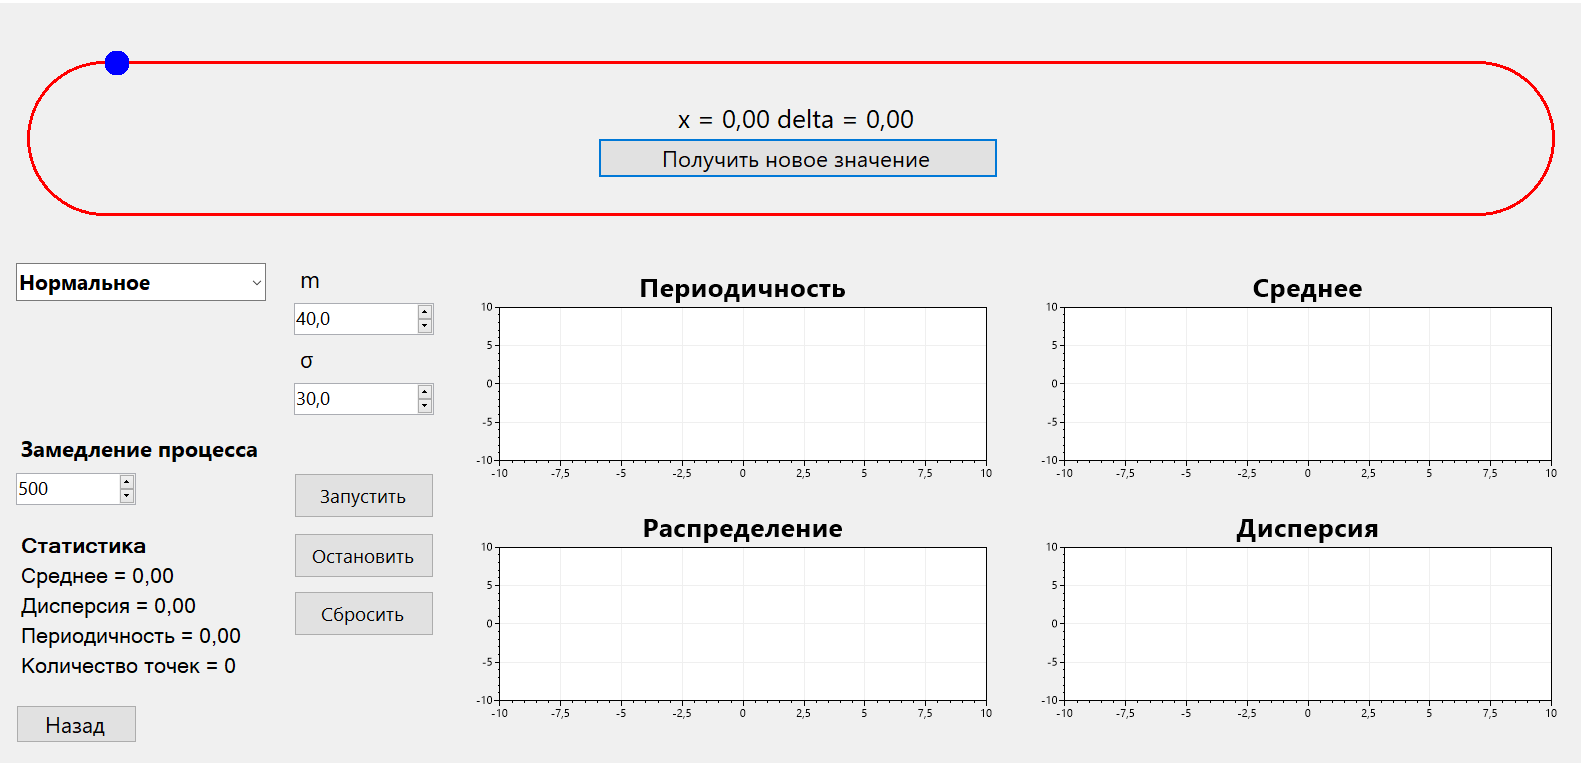 x = 0,00 delta = 0,00
Получить новое значение
Нормальное
m
40,0
σ
30,0
Замедление процесса
500
Запустить
Остановить
Сбросить
Статистика
Среднее = 0,00
Дисперсия = 0,00
Периодичность = 0,00
Количество точек = 0
Назад
Периодичность
10
5
0
-5
-10
-10 -7,5 -5 -2,5 0 2,5 5 7,5 10
Среднее
10
5
0
-5
-10
-10 -7,5 -5 -2,5 0 2,5 5 7,5 10
Распределение
10
5
0
-5
-10
-10 -7,5 -5 -2,5 0 2,5 5 7,5 10
Дисперсия
10
5
0
-5
-10
-10 -7,5 -5 -2,5 0 2,5 5 7,5 10